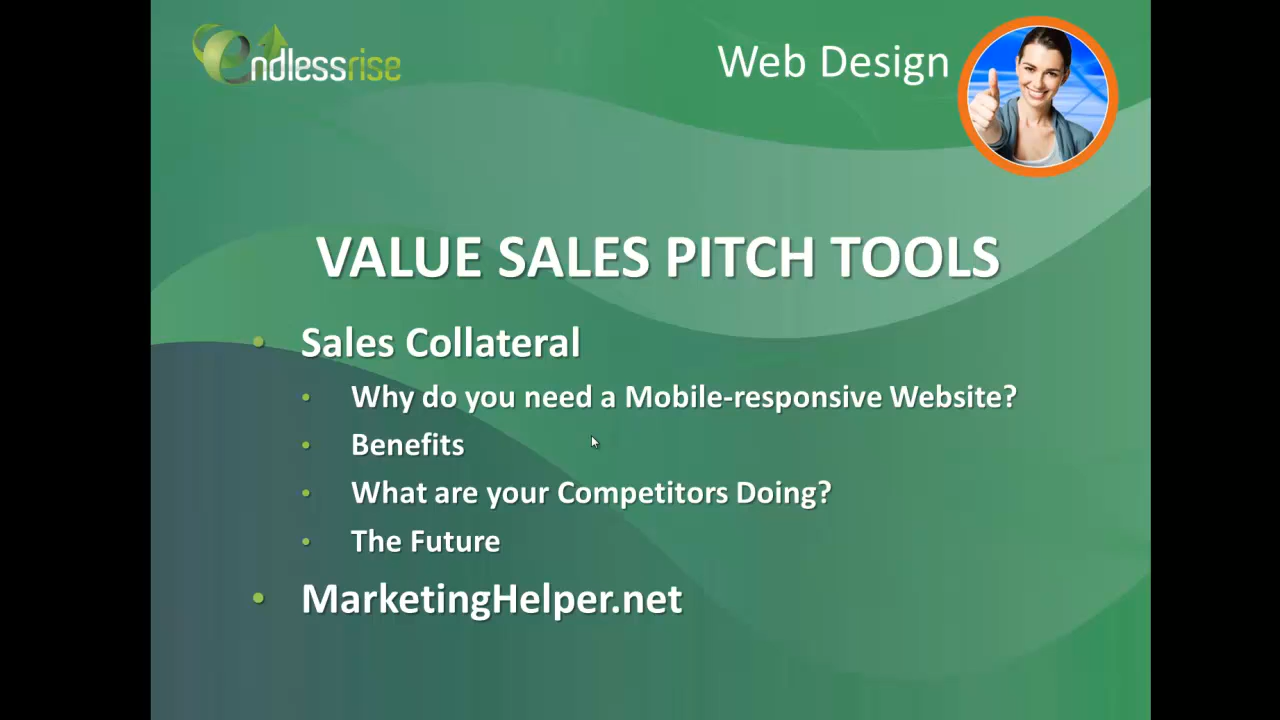 endlessrise
Web Design
VALUE SALES PITCH TOOLS
• Sales Collateral
• Why do you need a Mobile-responsive Website?
• Benefits
• What are your Competitors Doing?
• The Future
• MarketingHelper.net